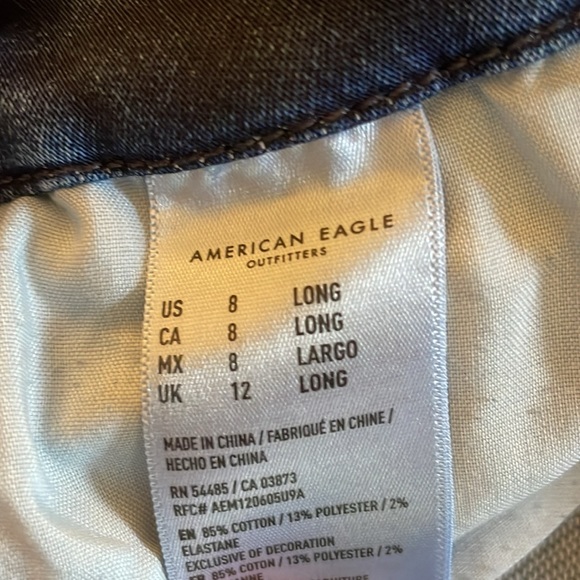 AMERICAN EAGLE
OUTFITTERS
US 8 LONG
CA 8 LONG
MX 8 LARGO
UK 12 LONG
MADE IN CHINA / FABRIQUÉ EN CHINE /
HECHO EN CHINA
RN 54485 / CA 03873
RFC# AEM120605U9A
EN 85% COTTON / 13% POLYESTER / 2%
ELASTANE
EXCLUSIVE OF DECORATION
FR 85% COTON / 13% POLYESTER / 2%